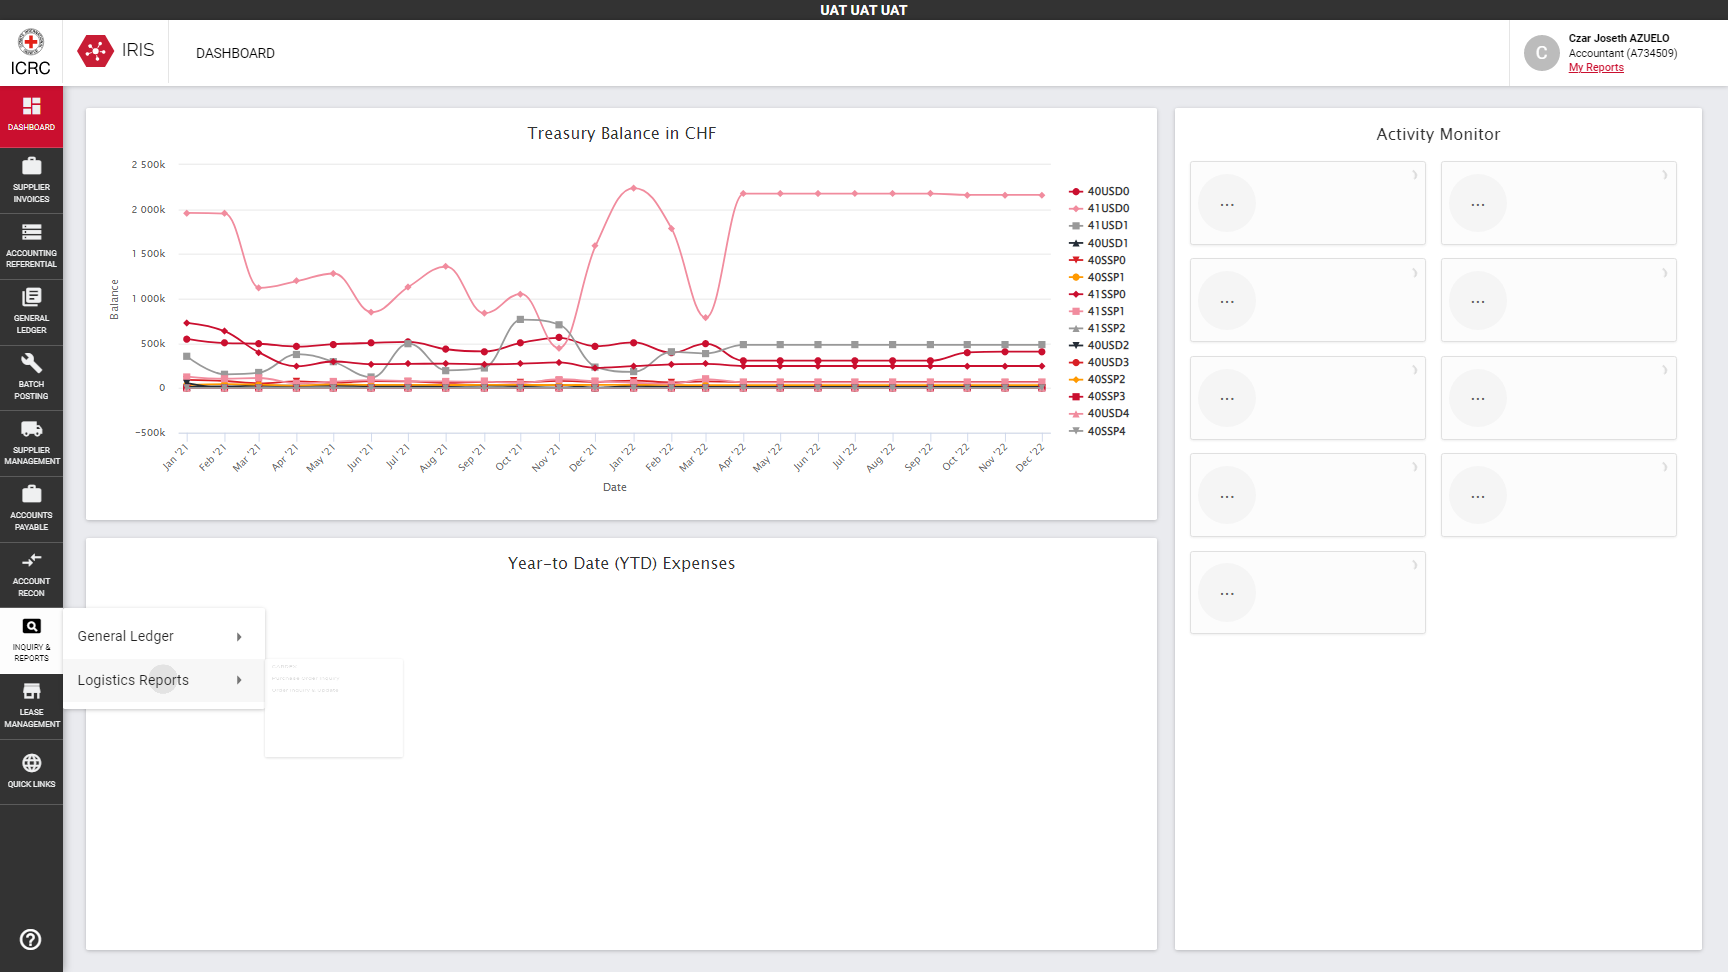 UAT UAT UAT
ICRC
IRIS
DASHBOARD
Czar Joseth AZUELO
Accountant (A734509)
My Reports
C
DASHBOARD
SUPPLIER
INVOICES
ACCOUNTING
REFERENTIAL
GENERAL
LEDGER
BATCH
POSTING
SUPPLIER
MANAGEMENT
ACCOUNTS
PAYABLE
ACCOUNT
RECON
INQUIRY &
REPORTS
LEASE
MANAGEMENT
QUICK LINKS
General Ledger
Logistics Reports
Treasury Balance in CHF
Balance
2 500k
2 000k
1 500k
1 000k
500k
0
-500k
Jan '21
Feb '21
Mar '21
Apr '21
May '21
Jun '21
Jul '21
Aug '21
Sep '21
Oct '21
Nov '21
Dec '21
Jan '22
Feb '22
Mar '22
Apr '22
May '22
Jun '22
Jul '22
Aug '22
Sep '22
Oct '22
Nov '22
Dec '22
Date
40USD0
41USD0
41USD1
40USD1
40SSP0
40SSP1
41SSP0
41SSP1
41SSP2
40USD2
40USD3
40SSP2
40SSP3
40USD4
40SSP4
Year-to Date (YTD) Expenses
Activity Monitor
...
...
...
...
...
...
...
...
...